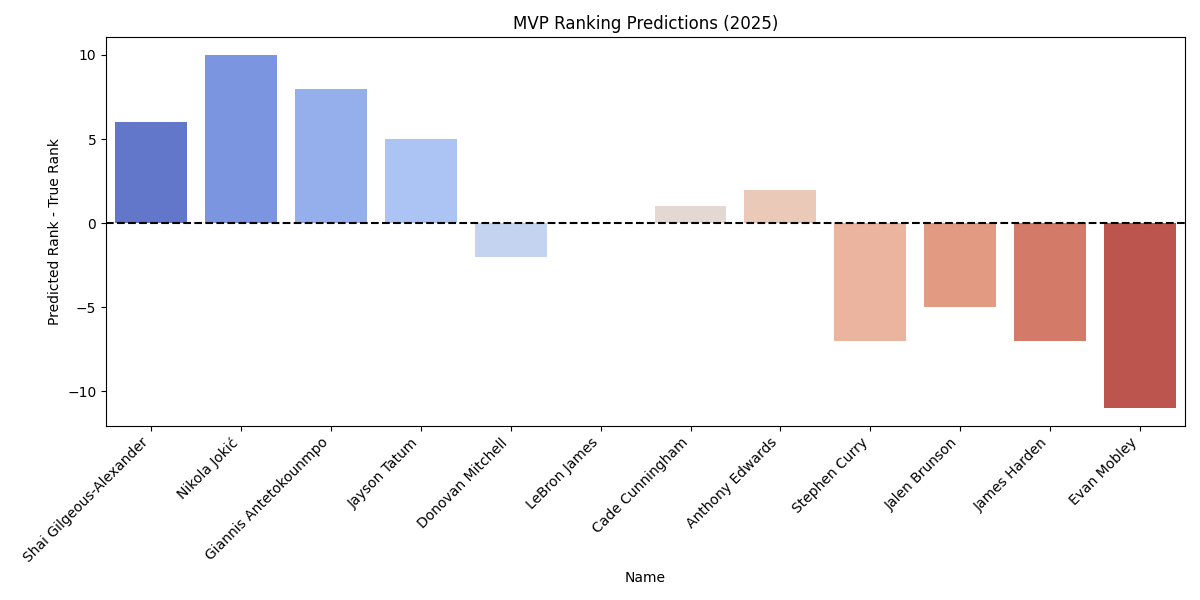 MVP Ranking Predictions (2025)
Predicted Rank - True Rank
10
5
0
−5
−10
Shai Gilgeous-Alexander
Nikola Jokić
Giannis Antetokounmpo
Jayson Tatum
Donovan Mitchell
LeBron James
Cade Cunningham
Anthony Edwards
Stephen Curry
Jalen Brunson
James Harden
Evan Mobley
Name